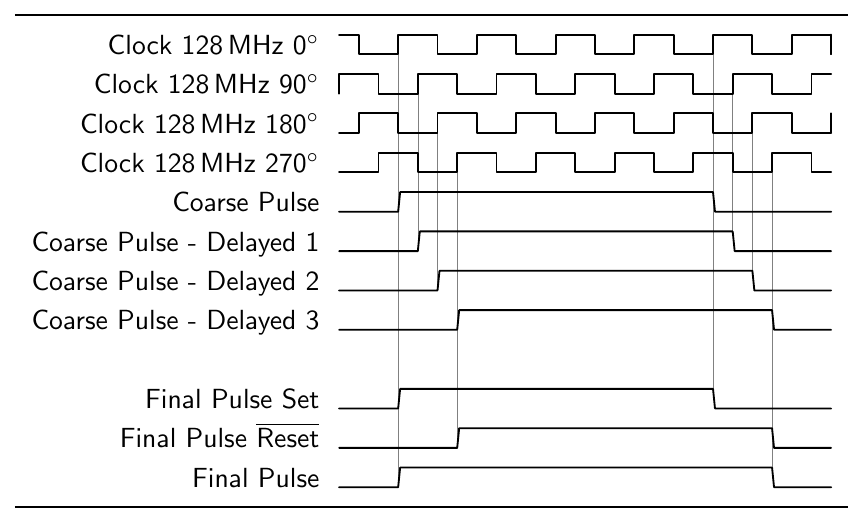 Clock 128 MHz 0°
Clock 128 MHz 90°
Clock 128 MHz 180°
Clock 128 MHz 270°
Coarse Pulse
Coarse Pulse - Delayed 1
Coarse Pulse - Delayed 2
Coarse Pulse - Delayed 3
Final Pulse Set
Final Pulse Reset
Final Pulse